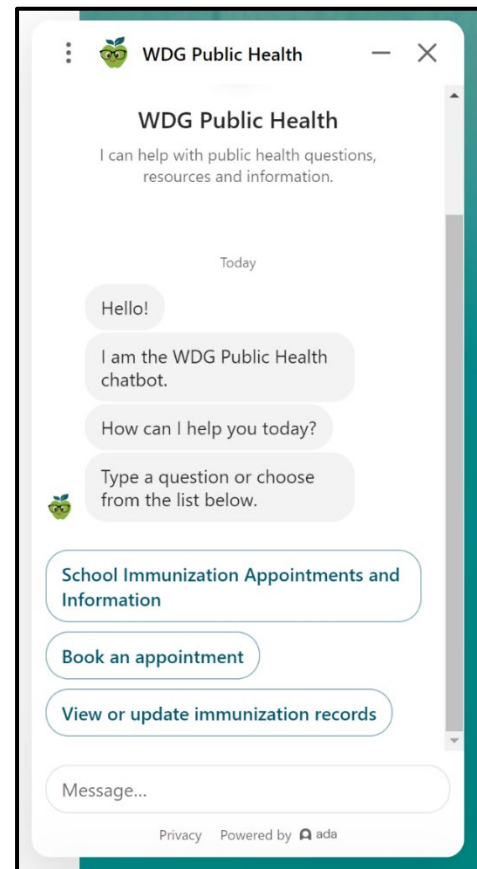 WDG Public Health
WDG Public Health
I can help with public health questions,
resources and information.
Today
Hello!
I am the WDG Public Health
chatbot.
How can I help you today?
Type a question or choose
from the list below.
School Immunization Appointments and
Information
Book an appointment
View or update immunization records
Message...
Privacy Powered by ada